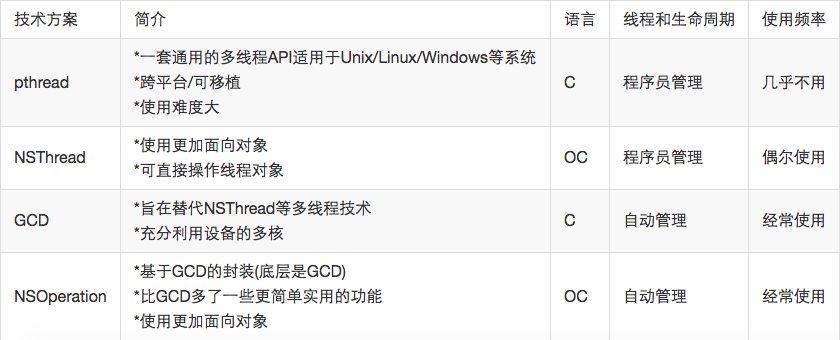 技术方案 简介 语言 线程和生命周期 使用频率
*一套通用的多线程API适用于Unix/Linux/Windows等系统
pthread *跨平台/可移植 C 程序员管理 几乎不用
*使用难度大
*使用更加面向对象
NSThread OC 程序员管理 偶尔使用
*可直接操作线程对象
*旨在替代NSThread等多线程技术
GCD C 自动管理 经常使用
*充分利用设备的多核
*基于GCD的封装(底层是GCD)
NSOperation *比GCD多了一些更简单实用的功能 OC 自动管理 经常使用
*使用更加面向对象